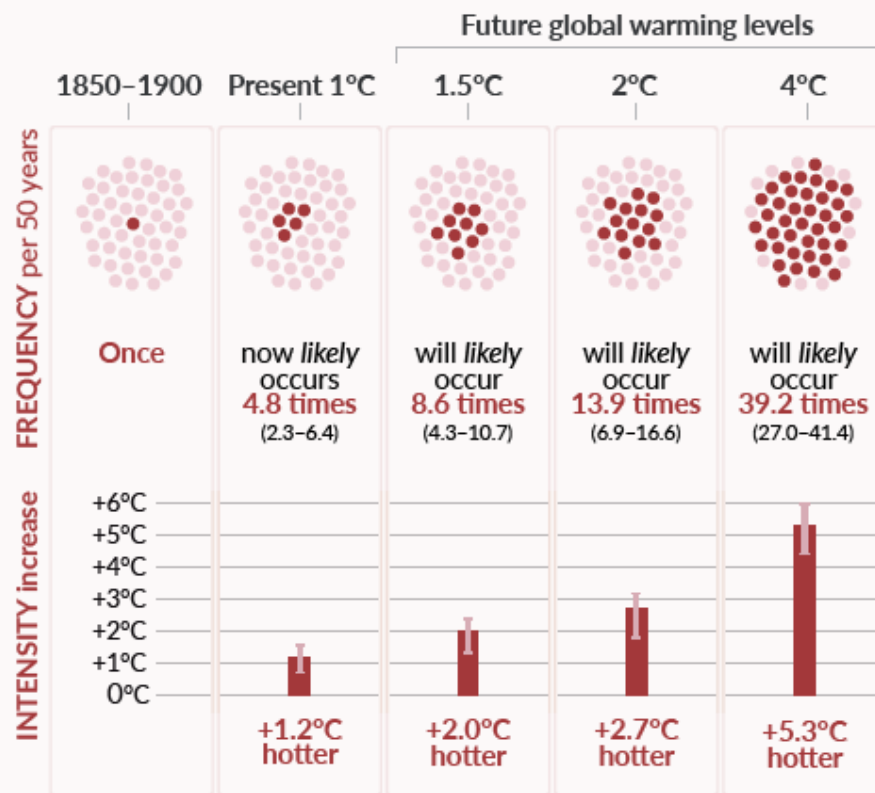 Future global warming levels
1850–1900 Present 1°C 1.5°C 2°C 4°C
FREQUENCY per 50 years
Once
now likely
occurs
4.8 times
(2.3–6.4)
will likely
occur
8.6 times
(4.3–10.7)
will likely
occur
13.9 times
(6.9–16.6)
will likely
occur
39.2 times
(27.0–41.4)
INTENSITY increase
+6°C
+5°C
+4°C
+3°C
+2°C
+1°C
0°C
+1.2°C
hotter
+2.0°C
hotter
+2.7°C
hotter
+5.3°C
hotter